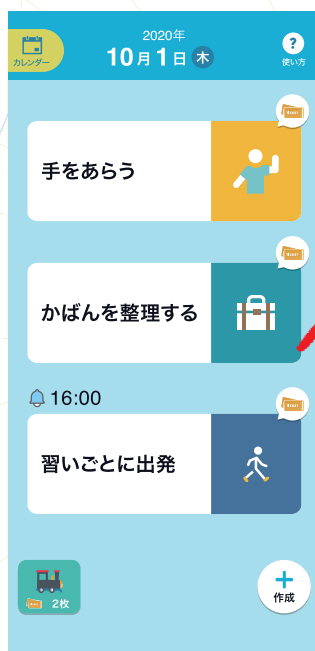 カレンダー
2020年
10月1日 木
?
使い方
手をあらう
かばんを整理する
16:00
習いごとに出発
2枚
+
作成